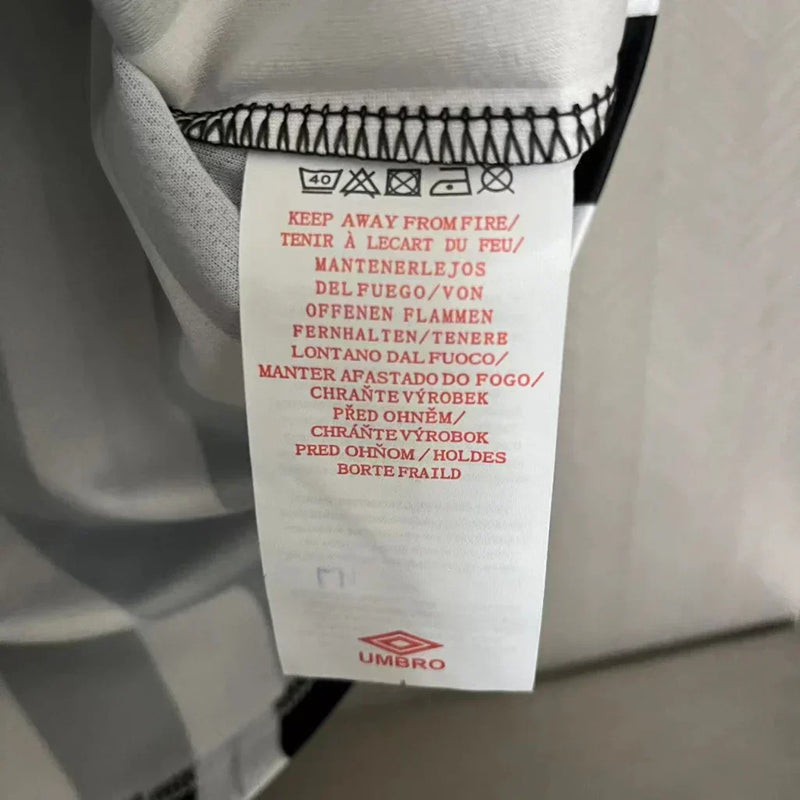 40
KEEP AWAY FROM FIRE/
TENIR À LECART DU FEU/
MANTENERLEJOS
DEL FUEGO/VON
OFFENEN FLAMMEN
FERNHALTEN/TENERE
LONTANO DAL FUOCO/
MANTER AFASTADO DO FOGO/
CHRAŇTE VÝROBEK
PŘED OHNĚM/
CHRÁŇTE VÝROBOK
PRED OHŇOM/HOLDES
BORTE FRAILD
UMBRO